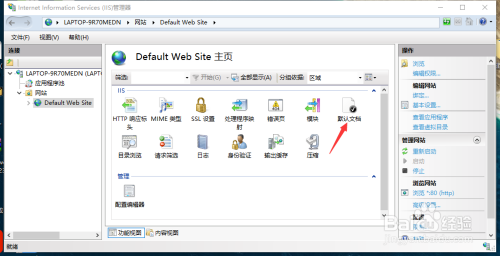 Internet Information Services (IIS)管理器
LAPTOP-9R70MEDN ▸ 网站 ▸ Default Web Site ▸
文件(F) 视图(V) 帮助(H)
连接
LAPTOP-9R70MEDN (LAPTO
应用程序池
网站
Default Web Site
Default Web Site 主页
筛选: 开始(G) 全部显示(A) 分组依据: 区域
IIS
HTTP 响应标头 MIME 类型 SSL 设置 处理程序映射 错误页 模块 默认文档
目录浏览 请求筛选 日志 身份验证 输出缓存 压缩
管理
配置编辑器
功能视图 内容视图
操作
浏览
编辑权限...
编辑网站
绑定...
基本设置...
查看应用程序
查看虚拟目录
管理网站
重新启动
启动
停止
浏览网站
浏览 *:80 (http)
高级设置...
Bai 经验
就绪